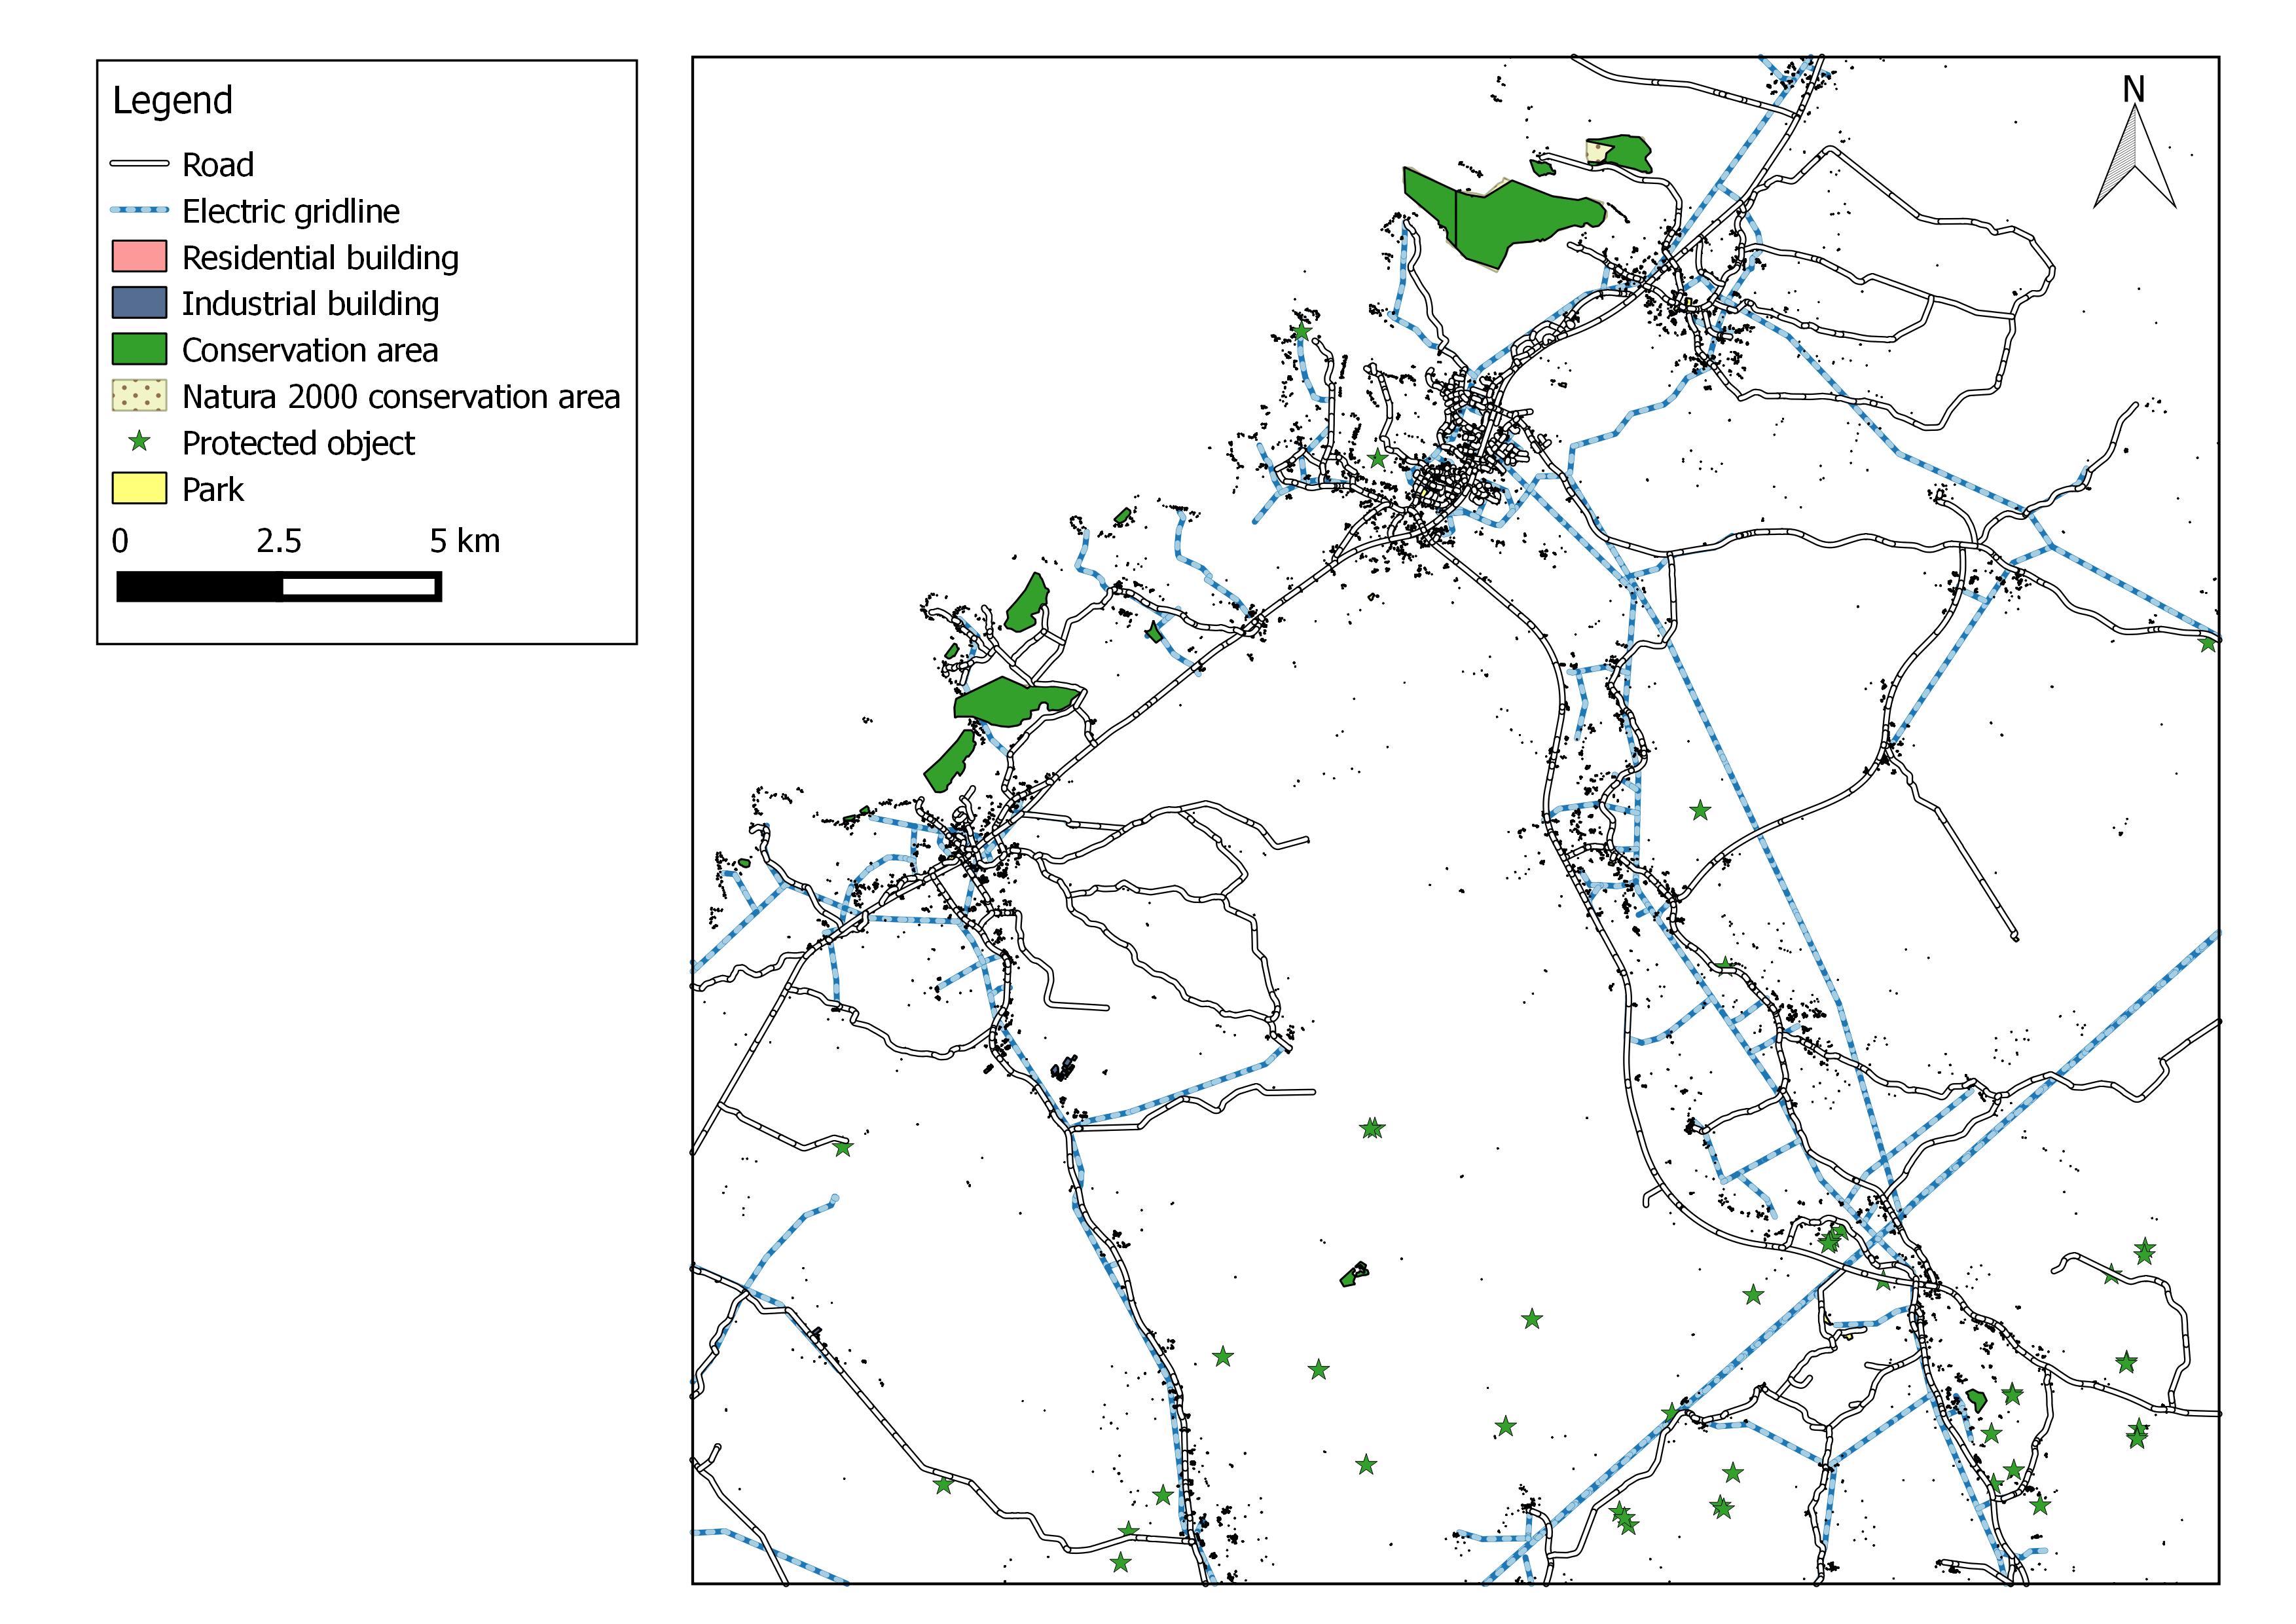 Legend
Road
Electric gridline
Residential building
Industrial building
Conservation area
Natura 2000 conservation area
Protected object
Park
0 2.5 5 km
N